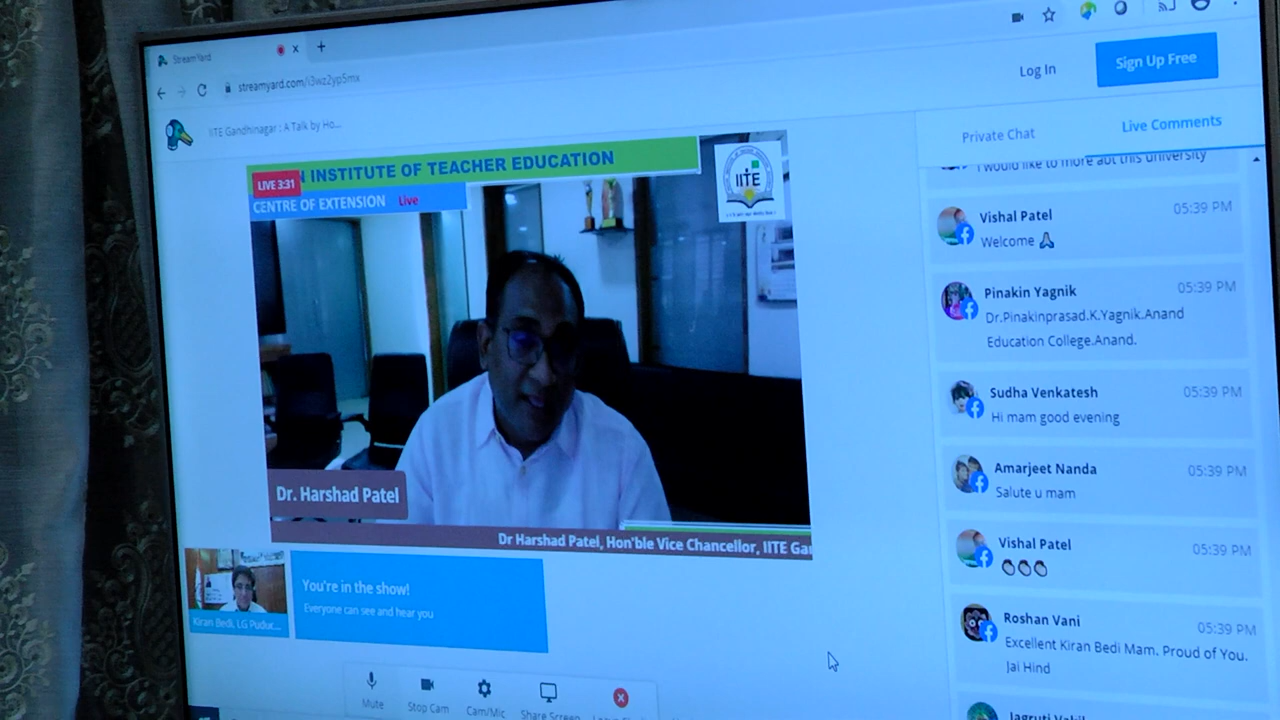 StreamYard
streamyard.com/i3wz2yp5mx
Log In
Sign Up Free
IITE Gandhinagar : A Talk by Ho...
Private Chat
Live Comments
N INSTITUTE OF TEACHER EDUCATION
LIVE 3:31
CENTRE OF EXTENSION Live
IITE
Dr. Harshad Patel
Dr Harshad Patel, Hon'ble Vice Chancellor, IITE Ga
Kiran Bedi, LG Puduc...
You're in the show!
Everyone can see and hear you
Mute
Stop Cam
Cam/Mic
Share Screen
I would like to more abt this university
Vishal Patel 05:39 PM
Welcome 🙏
Pinakin Yagnik 05:39 PM
Dr.Pinakinprasad.K.Yagnik.Anand
Education College.Anand.
Sudha Venkatesh 05:39 PM
Hi mam good evening
Amarjeet Nanda 05:39 PM
Salute u mam
Vishal Patel 05:39 PM
Roshan Vani 05:39 PM
Excellent Kiran Bedi Mam. Proud of You.
Jai Hind
Jagruti Vakil